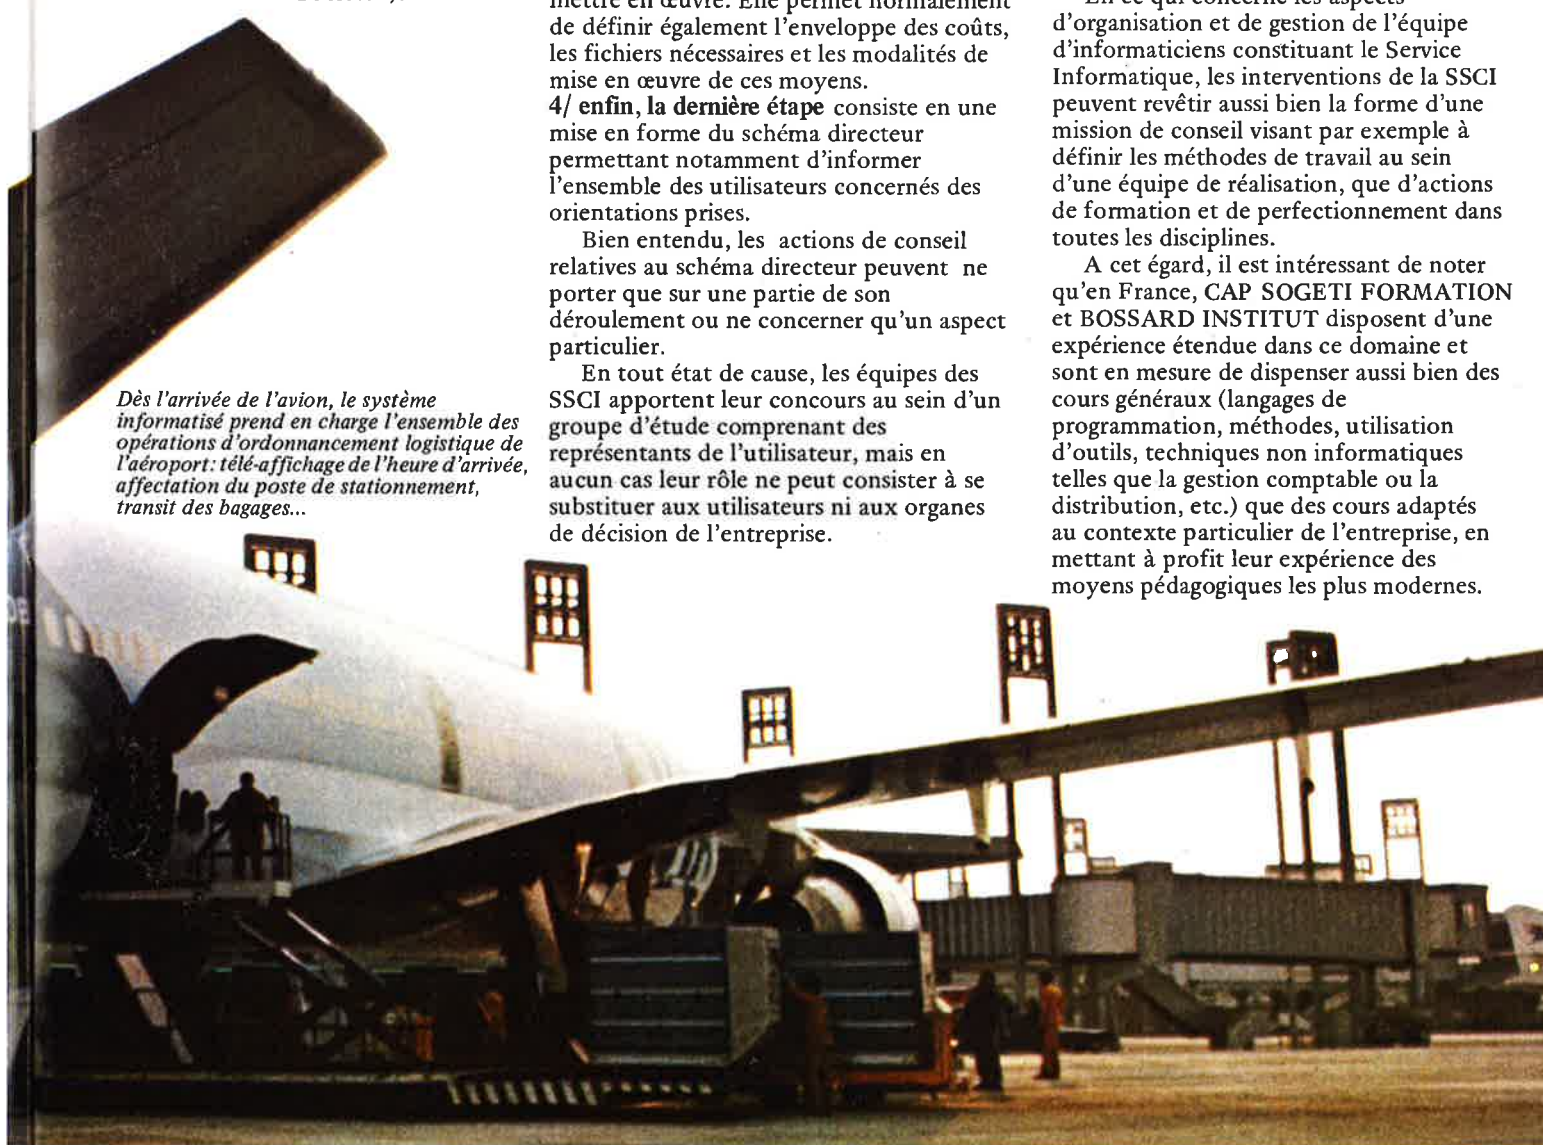 Dès l'arrivée de l'avion, le système
informatisé prend en charge l'ensemble des
opérations d'ordonnancement logistique de
l'aéroport: télé-affichage de l'heure d'arrivée,
affectation du poste de stationnement,
transit des bagages...
mettre en œuvre. Elle permet normalement
de définir également l'enveloppe des coûts,
les fichiers nécessaires et les modalités de
mise en œuvre de ces moyens.
4/ enfin, la dernière étape consiste en une
mise en forme du schéma directeur
permettant notamment d'informer
l'ensemble des utilisateurs concernés des
orientations prises.
Bien entendu, les actions de conseil
relatives au schéma directeur peuvent ne
porter que sur une partie de son
déroulement ou ne concerner qu'un aspect
particulier.
En tout état de cause, les équipes des
SSCI apportent leur concours au sein d'un
groupe d'étude comprenant des
représentants de l'utilisateur, mais en
aucun cas leur rôle ne peut consister à se
substituer aux utilisateurs ni aux organes
de décision de l'entreprise.
En ce qui concerne les aspects
d'organisation et de gestion de l'équipe
d'informaticiens constituant le Service
Informatique, les interventions de la SSCI
peuvent revêtir aussi bien la forme d'une
mission de conseil visant par exemple à
définir les méthodes de travail au sein
d'une équipe de réalisation, que d'actions
de formation et de perfectionnement dans
toutes les disciplines.
A cet égard, il est intéressant de noter
qu'en France, CAP SOGETI FORMATION
et BOSSARD INSTITUT disposent d'une
expérience étendue dans ce domaine et
sont en mesure de dispenser aussi bien des
cours généraux (langages de
programmation, méthodes, utilisation
d'outils, techniques non informatiques
telles que la gestion comptable ou la
distribution, etc.) que des cours adaptés
au contexte particulier de l'entreprise, en
mettant à profit leur expérience des
moyens pédagogiques les plus modernes.